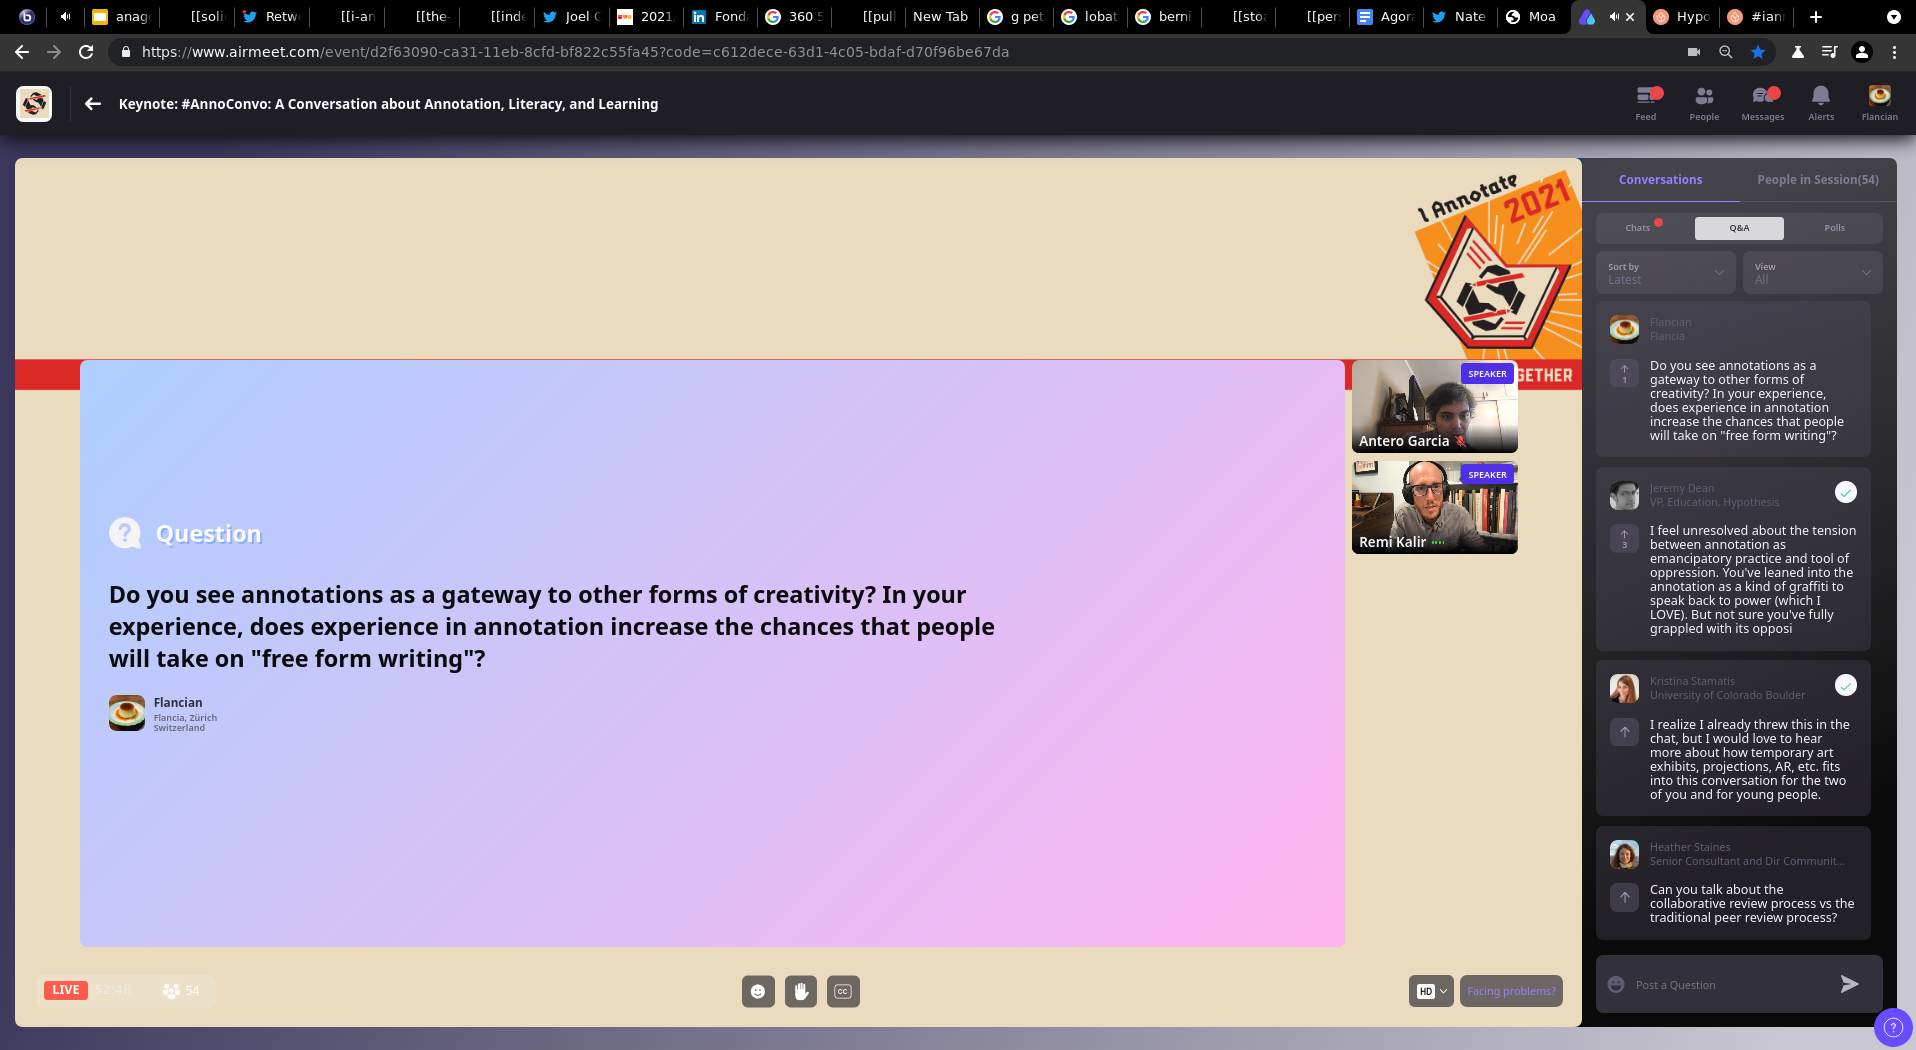 anag
[[soli
Retw
[[i-an
[[the-
[[inde
Joel C
2021
Fonda
360 S
[[pull
New Tab
g pet
lobat
berni
[[stoa
[[pers
Agora
Nate
Moa
Hypo
#iann
https://www.airmeet.com/event/d2f63090-ca31-11eb-8cfd-bf822c55fa45?code=c612dece-63d1-4c05-bdaf-d70f96be67da
Keynote: #AnnoConvo: A Conversation about Annotation, Literacy, and Learning
Feed
People
Messages
Alerts
Flancian
I Annotate
2021
GETHER
Question
Do you see annotations as a gateway to other forms of creativity? In your
experience, does experience in annotation increase the chances that people
will take on "free form writing"?
Flancian
Flancia, Zürich
Switzerland
SPEAKER
Antero Garcia
SPEAKER
Remi Kalir
LIVE
52:48
54
CC
HD
Facing problems?
Conversations
People in Session(54)
Chats
Q&A
Polls
Sort by
Latest
View
All
Flancian
Flancia
1
Do you see annotations as a
gateway to other forms of
creativity? In your experience,
does experience in annotation
increase the chances that people
will take on "free form writing"?
Jeremy Dean
VP, Education, Hypothesis
3
I feel unresolved about the tension
between annotation as
emancipatory practice and tool of
oppression. You've leaned into the
annotation as a kind of graffiti to
speak back to power (which I
LOVE). But not sure you've fully
grappled with its opposi
Kristina Stamatis
University of Colorado Boulder
I realize I already threw this in the
chat, but I would love to hear
more about how temporary art
exhibits, projections, AR, etc. fits
into this conversation for the two
of you and for young people.
Heather Staines
Senior Consultant and Dir Communit...
Can you talk about the
collaborative review process vs the
traditional peer review process?
Post a Question